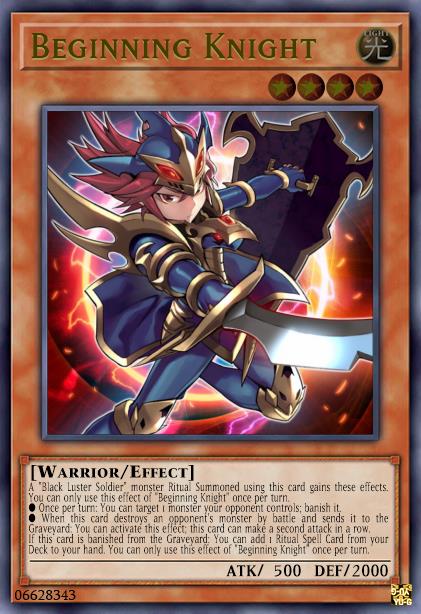 Beginning Knight
LIGHT
光
[Warrior/Effect]
A "Black Luster Soldier" monster Ritual Summoned using this card gains these effects.
You can only use this effect of "Beginning Knight" once per turn.
● Once per turn: You can target 1 monster your opponent controls; banish it.
● When this card destroys an opponent's monster by battle and sends it to the
Graveyard: You can activate this effect; this card can make a second attack in a row.
If this card is banished from the Graveyard: You can add 1 Ritual Spell Card from your
Deck to your hand. You can only use this effect of "Beginning Knight" once per turn.
ATK/ 500 DEF/2000
06628343